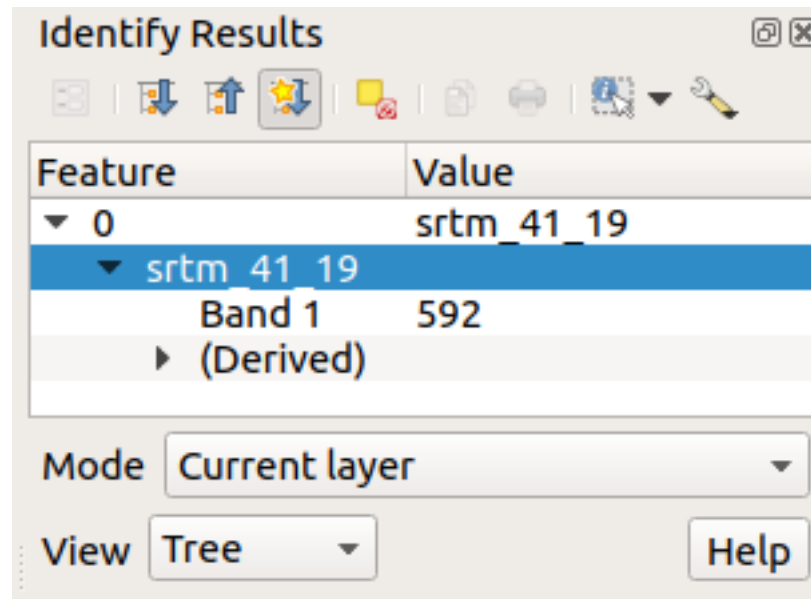 Identify Results
Feature Value
0 srtm_41_19
srtm_41_19
Band 1 592
(Derived)
Mode Current layer
View Tree Help